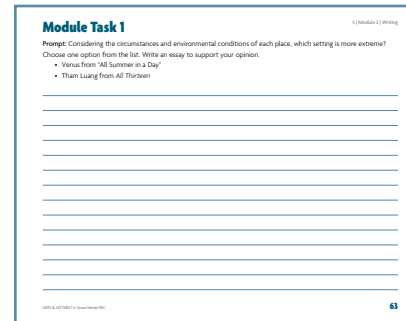 5 | Module 2 | Writing
Module Task 1
Prompt: Considering the circumstances and environmental conditions of each place, which setting is more extreme?
Choose one option from the list. Write an essay to support your opinion.
• Venus from “All Summer in a Day”
• Tham Luang from All Thirteen
ARTS & LETTERS © Great Minds PBC
63